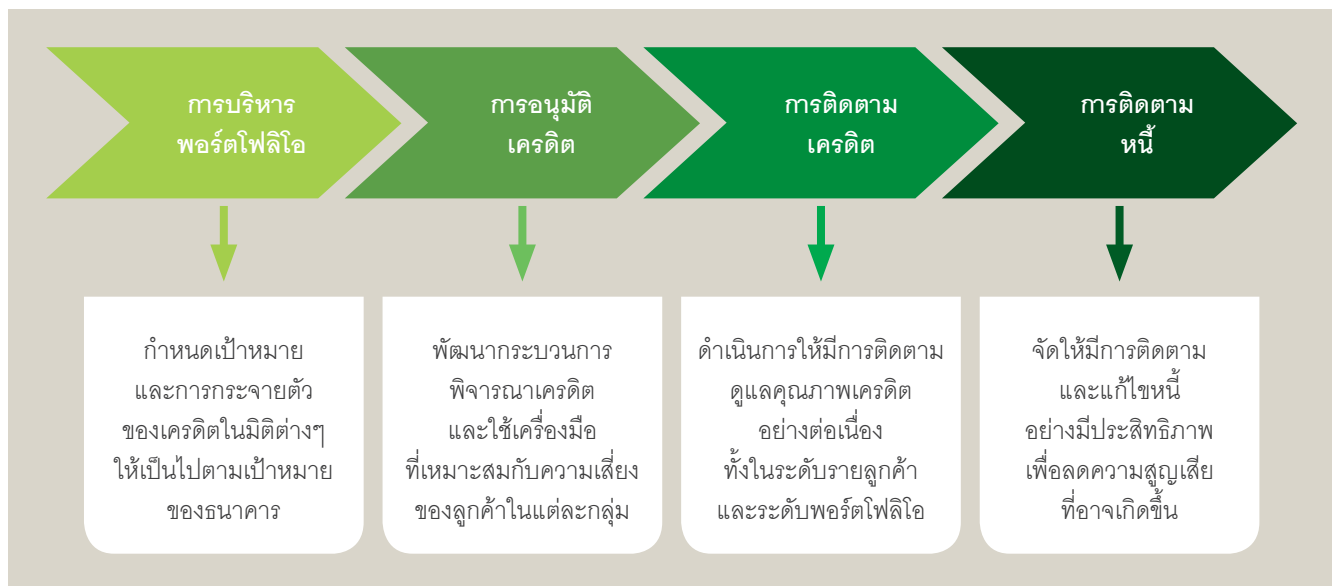 การบริหาร
พอร์ตโฟลิโอ
การอนุมัติ
เครดิต
การติดตาม
เครดิต
การติดตาม
หนี้
กำหนดเป้าหมาย
และการกระจายตัว
ของเครดิตในมิติต่างๆ
ให้เป็นไปตามเป้าหมาย
ของธนาคาร
พัฒนากระบวนการ
พิจารณาเครดิต
และใช้เครื่องมือ
ที่เหมาะสมกับความเสี่ยง
ของลูกค้าในแต่ละกลุ่ม
ดำเนินการให้มีการติดตาม
ดูแลคุณภาพเครดิต
อย่างต่อเนื่อง
ทั้งในระดับรายลูกค้า
และระดับพอร์ตโฟลิโอ
จัดให้มีการติดตาม
และแก้ไขหนี้
อย่างมีประสิทธิภาพ
เพื่อลดความสูญเสีย
ที่อาจเกิดขึ้น